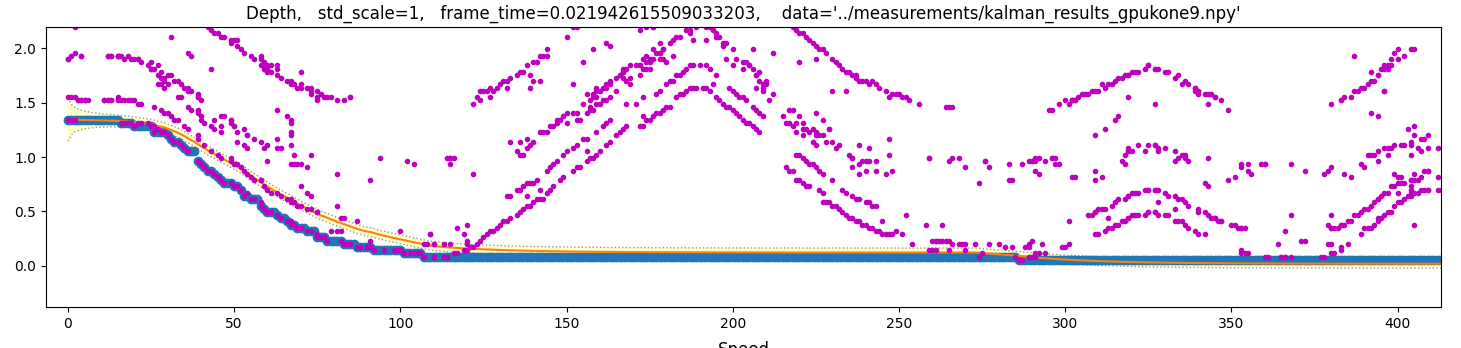 Depth,   std_scale=1,   frame_time=0.021942615509033203,    data='../measurements/kalman_results_gpukone9.npy'
2.0
1.5
1.0
0.5
0.0
0 50 100 150 200 250 300 350 400
Speed